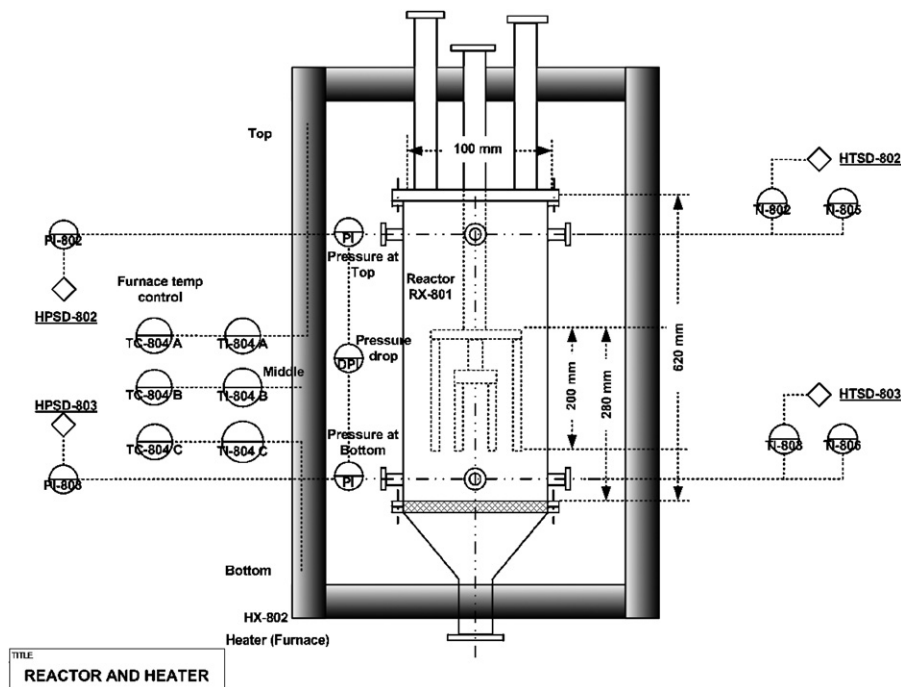 Top
100 mm
HTSD-802
TI-802
TI-805
PI-802
PI
Pressure at
Top
Furnace temp
control
Reactor
RX-801
HPSD-802
TC-804 A
TI-804 A
Pressure
drop
DPI
Middle
200 mm
280 mm
620 mm
HPSD-803
TC-804 B
TI-804 B
HTSD-803
TC-804 C
TI-804 C
Pressure at
Bottom
TI-803
TI-806
PI-803
PI
Bottom
HX-802
Heater (Furnace)
TITLE
REACTOR AND HEATER